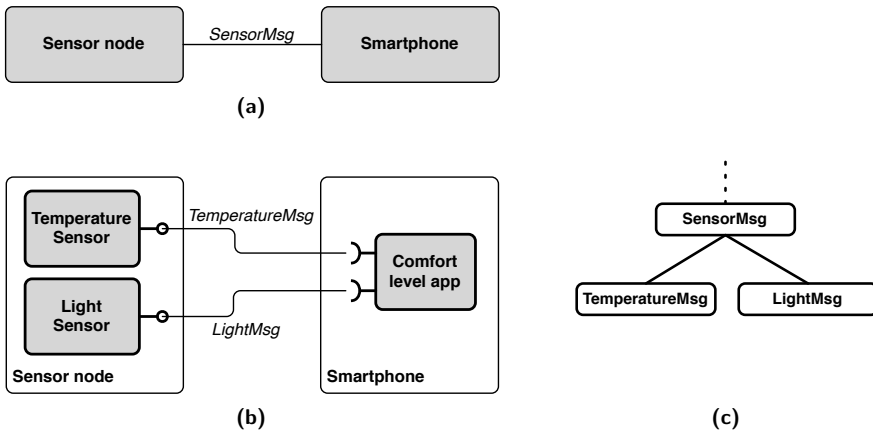 Sensor node
SensorMsg
Smartphone
(a)
Temperature
Sensor
TemperatureMsg
Comfort
level app
Light
Sensor
LightMsg
Sensor node
Smartphone
(b)
SensorMsg
TemperatureMsg
LightMsg
(c)